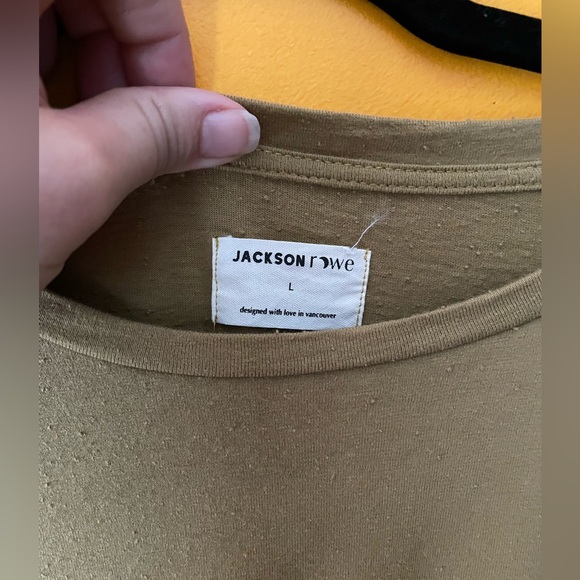 JACKSON rowe
L
designed with love in vancouver